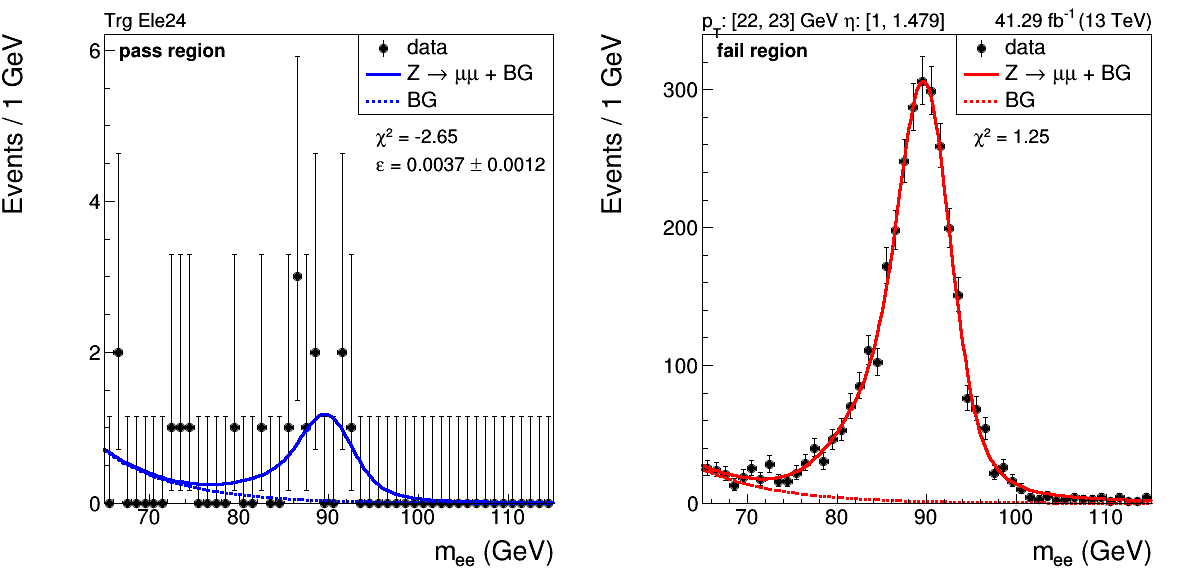 Trg Ele24
pass region
data
Z → μμ + BG
BG
χ² = -2.65
ε = 0.0037 ± 0.0012
Events / 1 GeV
0
2
4
6
70
80
90
100
110
m_ee (GeV)
p_T: [22, 23] GeV η: [1, 1.479]
41.29 fb⁻¹ (13 TeV)
fail region
data
Z → μμ + BG
BG
χ² = 1.25
Events / 1 GeV
0
100
200
300
70
80
90
100
110
m_ee (GeV)